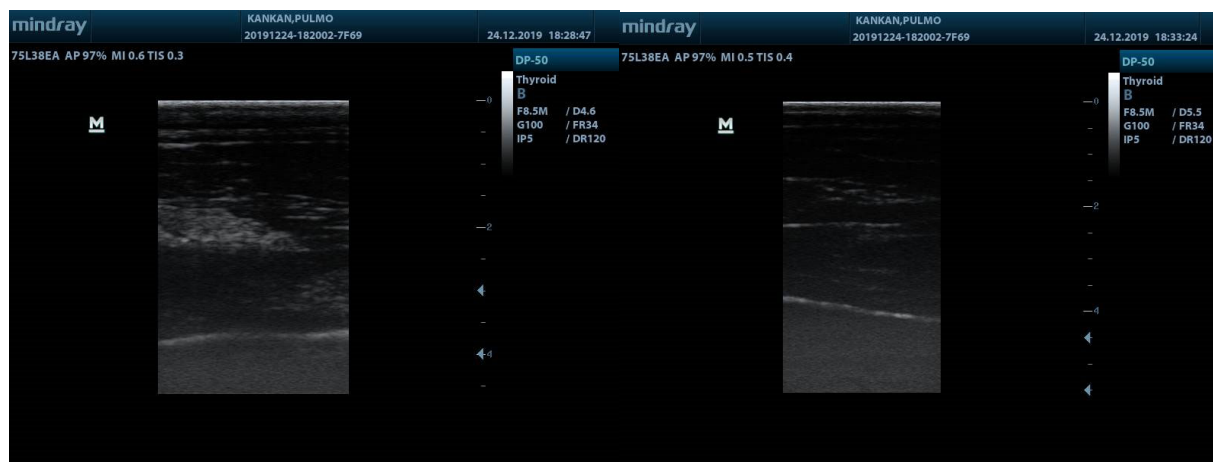 mindray
KANKAN,PULMO
20191224-182002-7F69
24.12.2019 18:28:47
75L38EA AP 97% MI 0.6 TIS 0.3
DP-50
Thyroid
B
F8.5M / D4.6
G100 / FR34
IP5 / DR120
M
0
2
4
mindray
KANKAN,PULMO
20191224-182002-7F69
24.12.2019 18:33:24
75L38EA AP 97% MI 0.5 TIS 0.4
DP-50
Thyroid
B
F8.5M / D5.5
G100 / FR34
IP5 / DR120
M
0
2
4